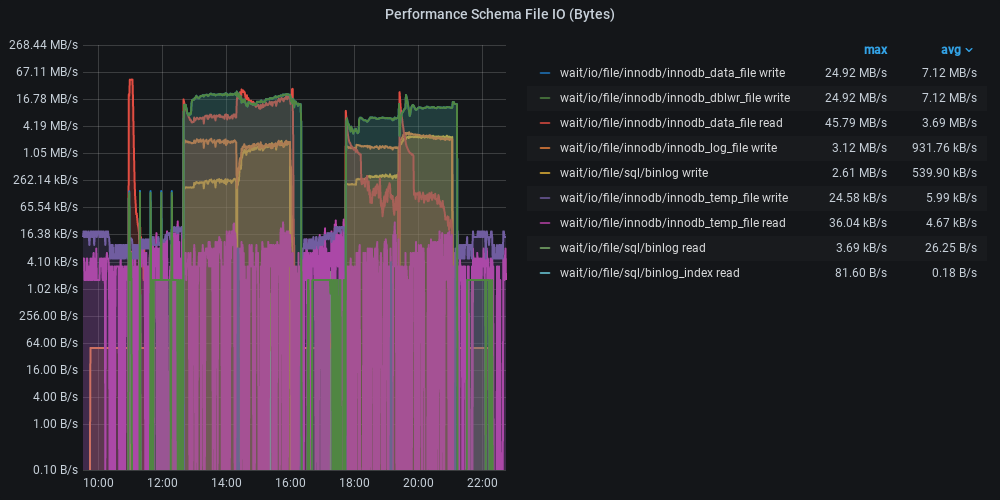 Performance Schema File IO (Bytes)
268.44 MB/s
67.11 MB/s
16.78 MB/s
4.19 MB/s
1.05 MB/s
262.14 kB/s
65.54 kB/s
16.38 kB/s
4.10 kB/s
1.02 kB/s
256.00 B/s
64.00 B/s
16.00 B/s
4.00 B/s
1.00 B/s
0.10 B/s
10:00 12:00 14:00 16:00 18:00 20:00 22:00
max avg
wait/io/file/innodb/innodb_data_file write 24.92 MB/s 7.12 MB/s
wait/io/file/innodb/innodb_dblwr_file write 24.92 MB/s 7.12 MB/s
wait/io/file/innodb/innodb_data_file read 45.79 MB/s 3.69 MB/s
wait/io/file/innodb/innodb_log_file write 3.12 MB/s 931.76 kB/s
wait/io/file/sql/binlog write 2.61 MB/s 539.90 kB/s
wait/io/file/innodb/innodb_temp_file write 24.58 kB/s 5.99 kB/s
wait/io/file/innodb/innodb_temp_file read 36.04 kB/s 4.67 kB/s
wait/io/file/sql/binlog read 3.69 kB/s 26.25 B/s
wait/io/file/sql/binlog_index read 81.60 B/s 0.18 B/s